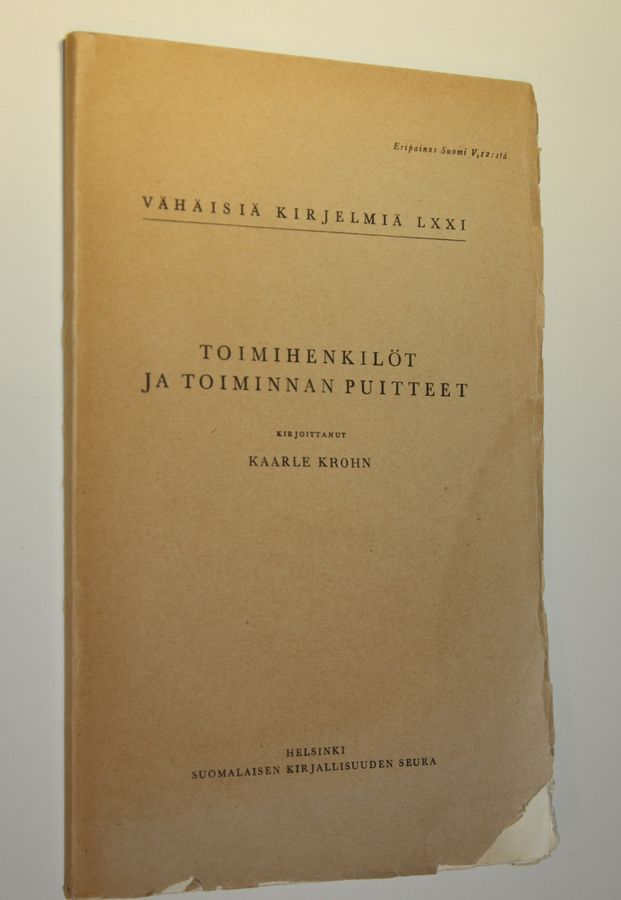 Eripainos Suomi V,12:sta
VÄHÄISIÄ KIRJELMIÄ LXXI
TOIMIHENKILÖT
JA TOIMINNAN PUITTEET
KIRJOITTANUT
KAARLE KROHN
HELSINKI
SUOMALAISEN KIRJALLISUUDEN SEURA